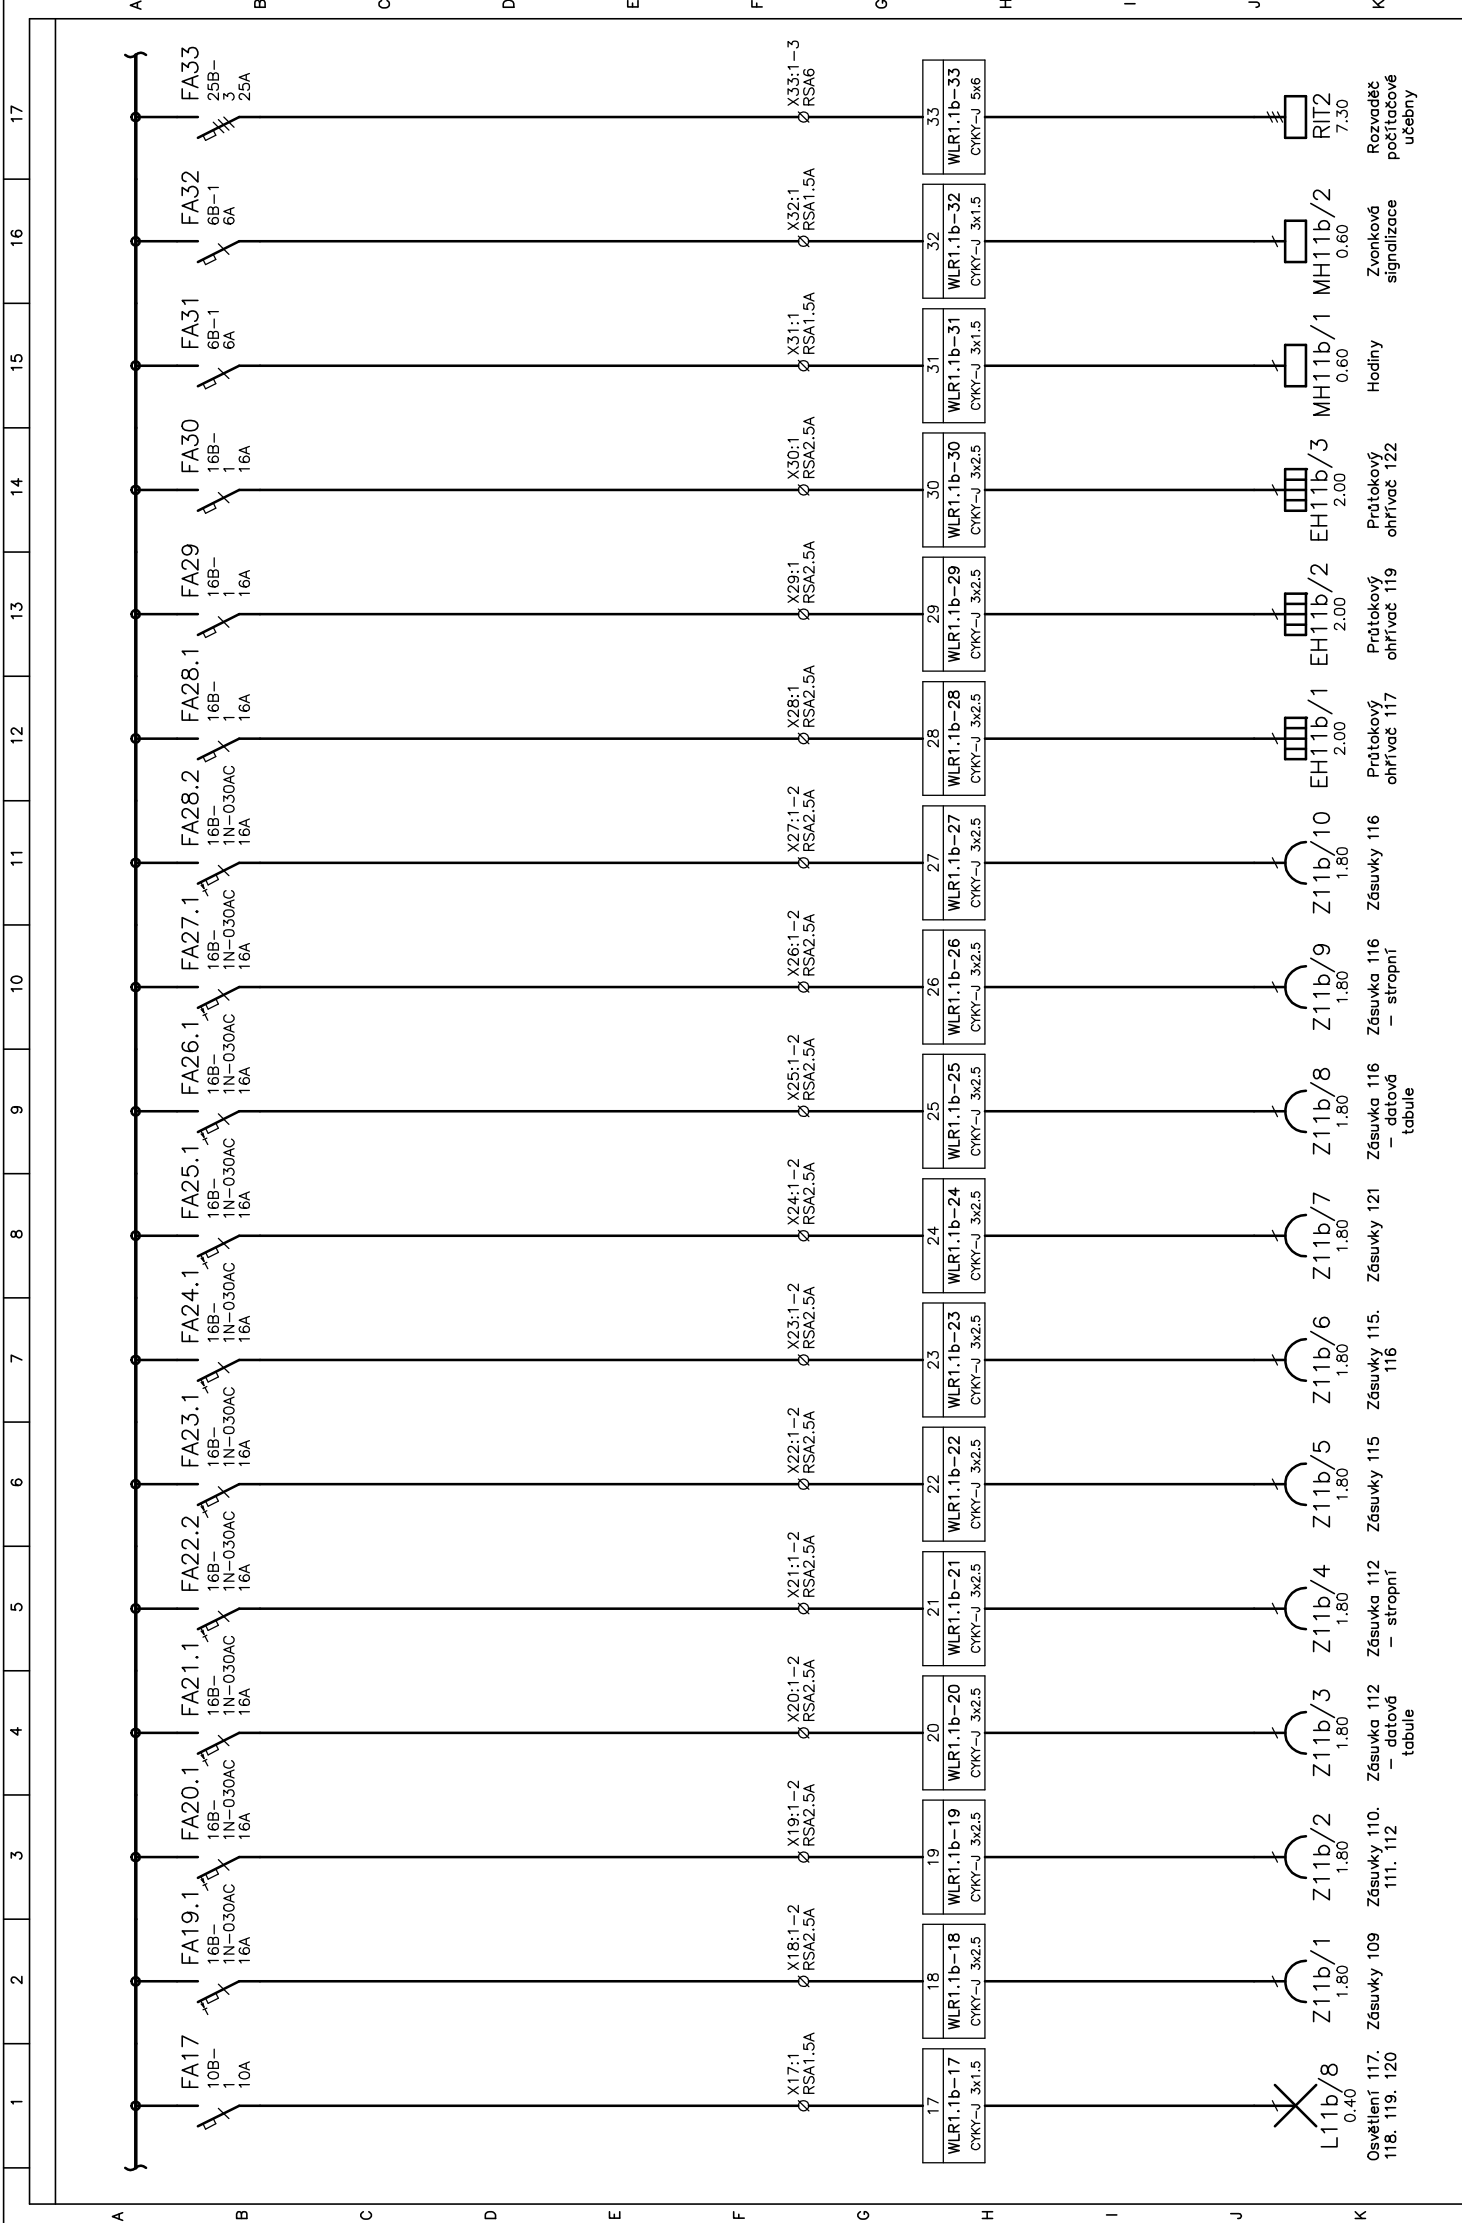 1 2 3 4 5 6 7 8 9 10 11 12 13 14 15 16 17
A
B
C
D
E
F
G
H
I
J
K
A
B
C
D
E
F
G
H
I
J
K
FA17
10B-
1
10A
X17:1
RSA1.5A
17
WLR1.1b-17
CYKY-J 3x1.5
L11b/8
0.40
Osvětlení 117.
118. 119. 120
FA19.1
16B-
1N-030AC
16A
X18:1-2
RSA2.5A
18
WLR1.1b-18
CYKY-J 3x2.5
Z11b/1
1.80
Zásuvky 109
FA20.1
16B-
1N-030AC
16A
X19:1-2
RSA2.5A
19
WLR1.1b-19
CYKY-J 3x2.5
Z11b/2
1.80
Zásuvky 110.
111. 112
FA21.1
16B-
1N-030AC
16A
X20:1-2
RSA2.5A
20
WLR1.1b-20
CYKY-J 3x2.5
Z11b/3
1.80
Zásuvka 112
- datová
tabule
FA22.2
16B-
1N-030AC
16A
X21:1-2
RSA2.5A
21
WLR1.1b-21
CYKY-J 3x2.5
Z11b/4
1.80
Zásuvka 112
- stropní
FA23.1
16B-
1N-030AC
16A
X22:1-2
RSA2.5A
22
WLR1.1b-22
CYKY-J 3x2.5
Z11b/5
1.80
Zásuvky 115
FA24.1
16B-
1N-030AC
16A
X23:1-2
RSA2.5A
23
WLR1.1b-23
CYKY-J 3x2.5
Z11b/6
1.80
Zásuvky 115.
116
FA25.1
16B-
1N-030AC
16A
X24:1-2
RSA2.5A
24
WLR1.1b-24
CYKY-J 3x2.5
Z11b/7
1.80
Zásuvky 121
FA26.1
16B-
1N-030AC
16A
X25:1-2
RSA2.5A
25
WLR1.1b-25
CYKY-J 3x2.5
Z11b/8
1.80
Zásuvka 116
- datová
tabule
FA27.1
16B-
1N-030AC
16A
X26:1-2
RSA2.5A
26
WLR1.1b-26
CYKY-J 3x2.5
Z11b/9
1.80
Zásuvka 116
- stropní
FA28.2
16B-
1N-030AC
16A
X27:1-2
RSA2.5A
27
WLR1.1b-27
CYKY-J 3x2.5
Z11b/10
1.80
Zásuvky 116
FA28.1
16B-
1
16A
X28:1
RSA2.5A
28
WLR1.1b-28
CYKY-J 3x2.5
EH11b/1
2.00
Průtokový
ohřívač 117
FA29
16B-
1
16A
X29:1
RSA2.5A
29
WLR1.1b-29
CYKY-J 3x2.5
EH11b/2
2.00
Průtokový
ohřívač 119
FA30
16B-
1
16A
X30:1
RSA2.5A
30
WLR1.1b-30
CYKY-J 3x2.5
EH11b/3
2.00
Průtokový
ohřívač 122
FA31
6B-1
6A
X31:1
RSA1.5A
31
WLR1.1b-31
CYKY-J 3x1.5
MH11b/1
0.60
Hodiny
FA32
6B-1
6A
X32:1
RSA1.5A
32
WLR1.1b-32
CYKY-J 3x1.5
MH11b/2
0.60
Zvonková
signalizace
FA33
25B-
3
25A
X33:1-3
RSA6
33
WLR1.1b-33
CYKY-J 5x6
RIT2
7.30
Rozvaděč
počítačové
učebny